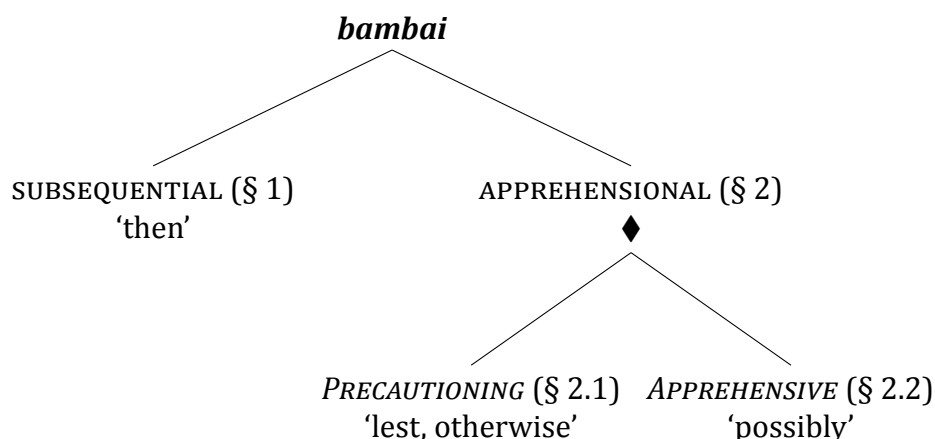 bambai
SUBSEQUENTIAL (§ 1) APPREHENSIONAL (§ 2)
‘then’ ♦
PRECAUTIONING (§ 2.1) APPREHENSIVE (§ 2.2)
‘lest, otherwise’ ‘possibly’